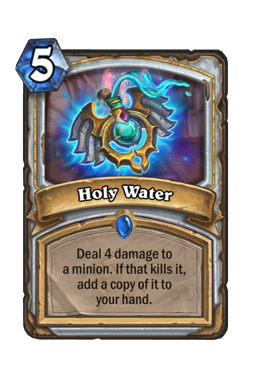 5
Holy Water
Deal 4 damage to
a minion. If that kills it,
add a copy of it to
your hand.